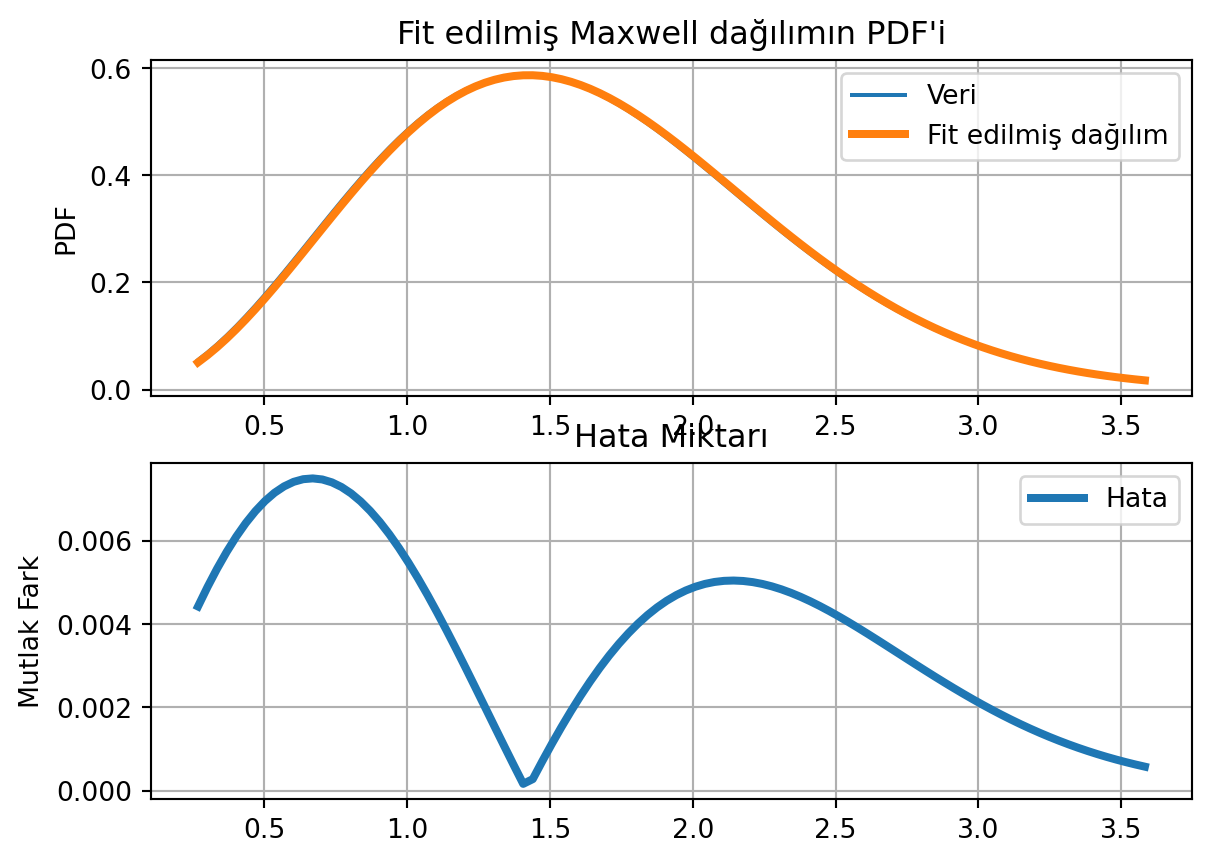 Fit edilmiş Maxwell dağılımın PDF'i
0.6
0.4
0.2
0.0
PDF
Veri
Fit edilmiş dağılım
0.5 1.0 1.5 2.0 2.5 3.0 3.5
Hata Miktarı
0.006
0.004
0.002
0.000
Mutlak Fark
Hata
0.5 1.0 1.5 2.0 2.5 3.0 3.5